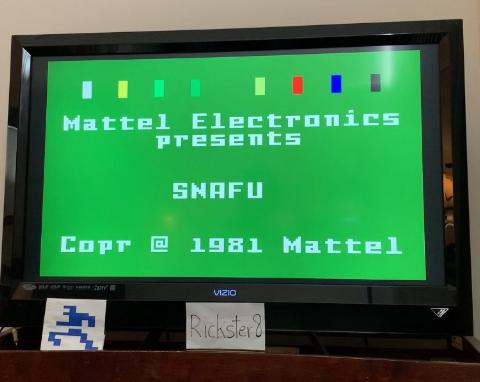 Mattel Electronics
presents
SNAFU
Copr @ 1981 Mattel
VIZIO
Rickster8